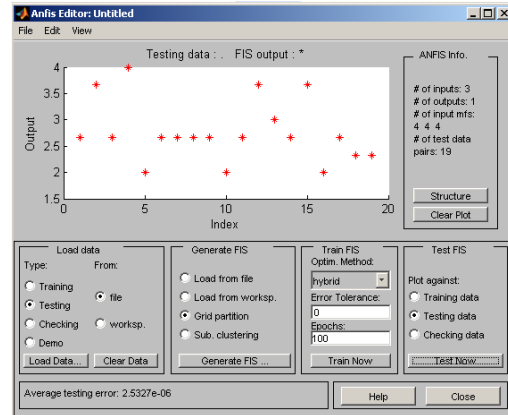 Anfis Editor: Untitled
File Edit View
Testing data : . FIS output : *
4
3.5
3
2.5
2
1.5
Output
0 5 10 15 20
Index
ANFIS Info.
# of inputs: 3
# of outputs: 1
# of input mfs:
4 4 4
# of test data
pairs: 19
Structure
Clear Plot
Load data
Type: From:
Training
Testing
Checking
Demo
file
worksp.
Load Data... Clear Data
Generate FIS
Load from file
Load from worksp.
Grid partition
Sub. clustering
Generate FIS ...
Train FIS
Optim. Method:
hybrid
Error Tolerance:
0
Epochs:
100
Train Now
Test FIS
Plot against:
Training data
Testing data
Checking data
Test Now
Average testing error: 2.5327e-06
Help Close